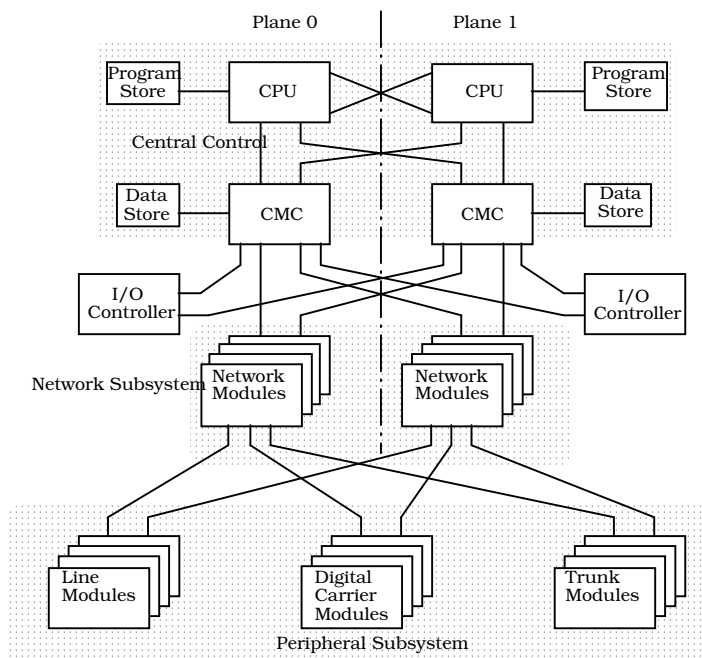 Plane 0
Plane 1
Program
Store
CPU
CPU
Program
Store
Central Control
Data
Store
CMC
CMC
Data
Store
I/O
Controller
I/O
Controller
Network Subsystem
Network
Modules
Network
Modules
Line
Modules
Digital
Carrier
Modules
Trunk
Modules
Peripheral Subsystem